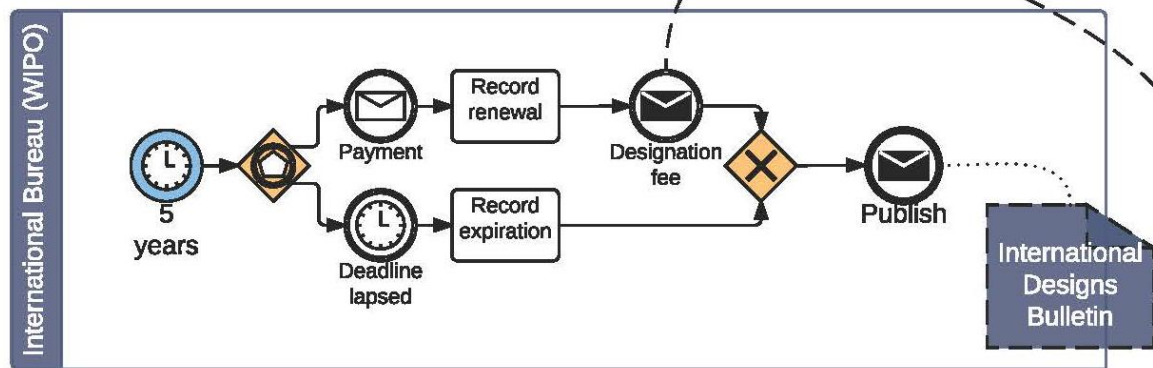 International Bureau (WIPO)
5
years
Payment
Record
renewal
Designation
fee
Deadline
lapsed
Record
expiration
Publish
International
Designs
Bulletin